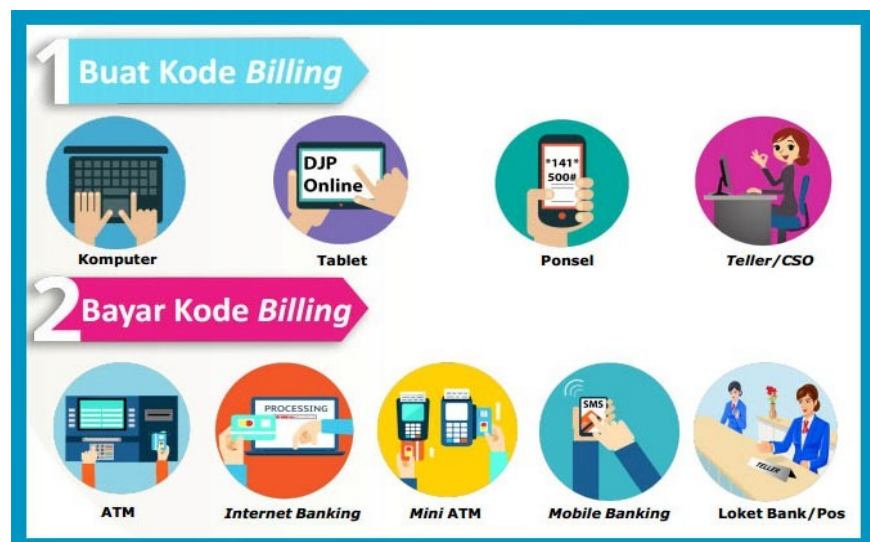 1 Buat Kode Billing
DJP
Online
*141*
500#
Komputer
Tablet
Ponsel
Teller/CSO
2 Bayar Kode Billing
PROCESSING
SMS
TELLER
ATM
Internet Banking
Mini ATM
Mobile Banking
Loket Bank/Pos